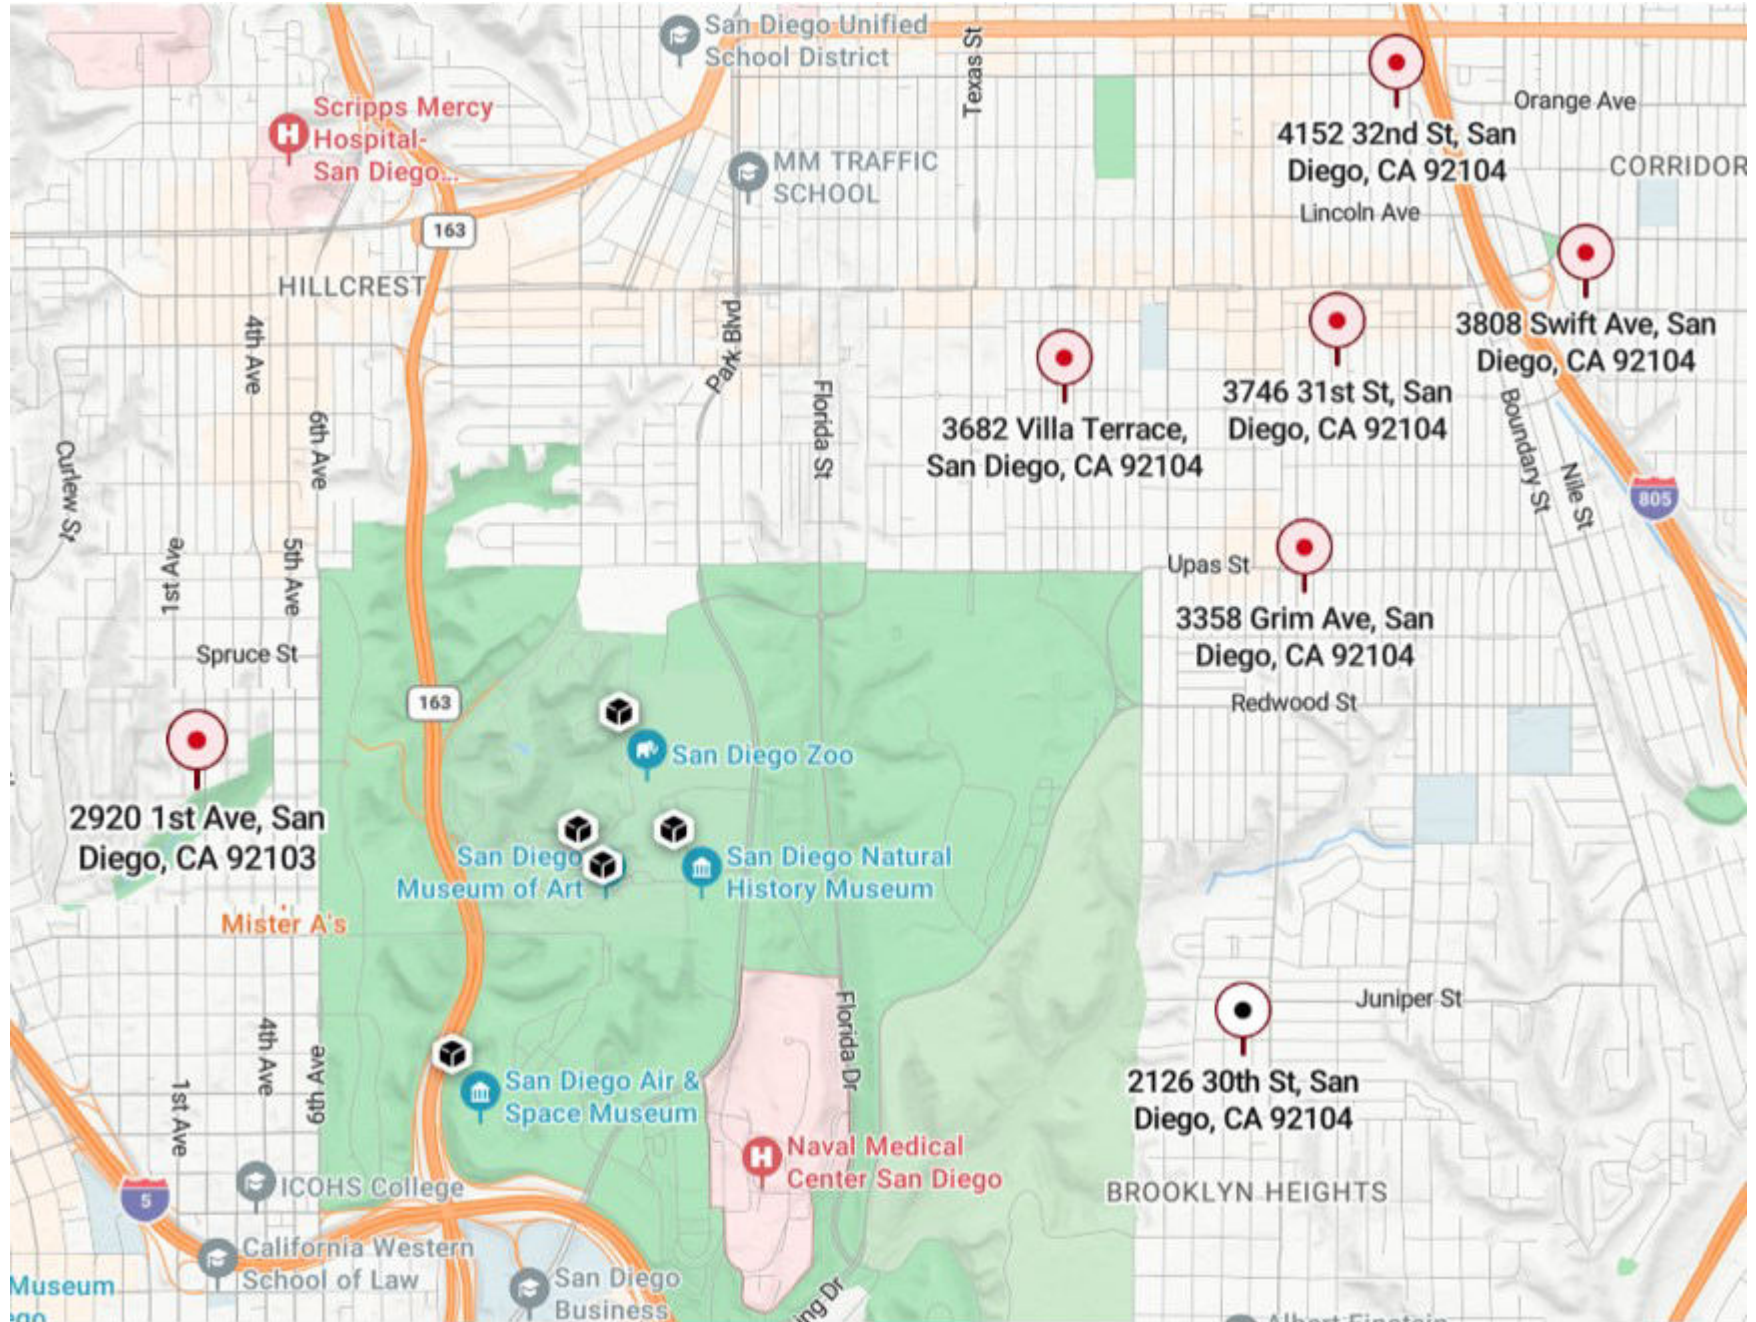 San Diego Unified
School District
Texas St
Orange Ave
4152 32nd St, San
Diego, CA 92104
Scripps Mercy
Hospital-
San Diego...
MM TRAFFIC
SCHOOL
CORRIDOR
Lincoln Ave
163
HILLCREST
3808 Swift Ave, San
Diego, CA 92104
4th Ave
Park Blvd
Florida St
3746 31st St, San
Diego, CA 92104
3682 Villa Terrace,
San Diego, CA 92104
6th Ave
Curlew St
Boundary St
Nile St
805
1st Ave
5th Ave
Upas St
3358 Grim Ave, San
Diego, CA 92104
Spruce St
163
Redwood St
San Diego Zoo
2920 1st Ave, San
Diego, CA 92103
San Diego
Museum of Art
San Diego Natural
History Museum
Mister A's
Juniper St
Florida Dr
4th Ave
6th Ave
1st Ave
San Diego Air &
Space Museum
2126 30th St, San
Diego, CA 92104
Naval Medical
Center San Diego
ICOHS College
5
BROOKLYN HEIGHTS
California Western
School of Law
San Diego
Business
Museum
ing Dr
Albert Einstein